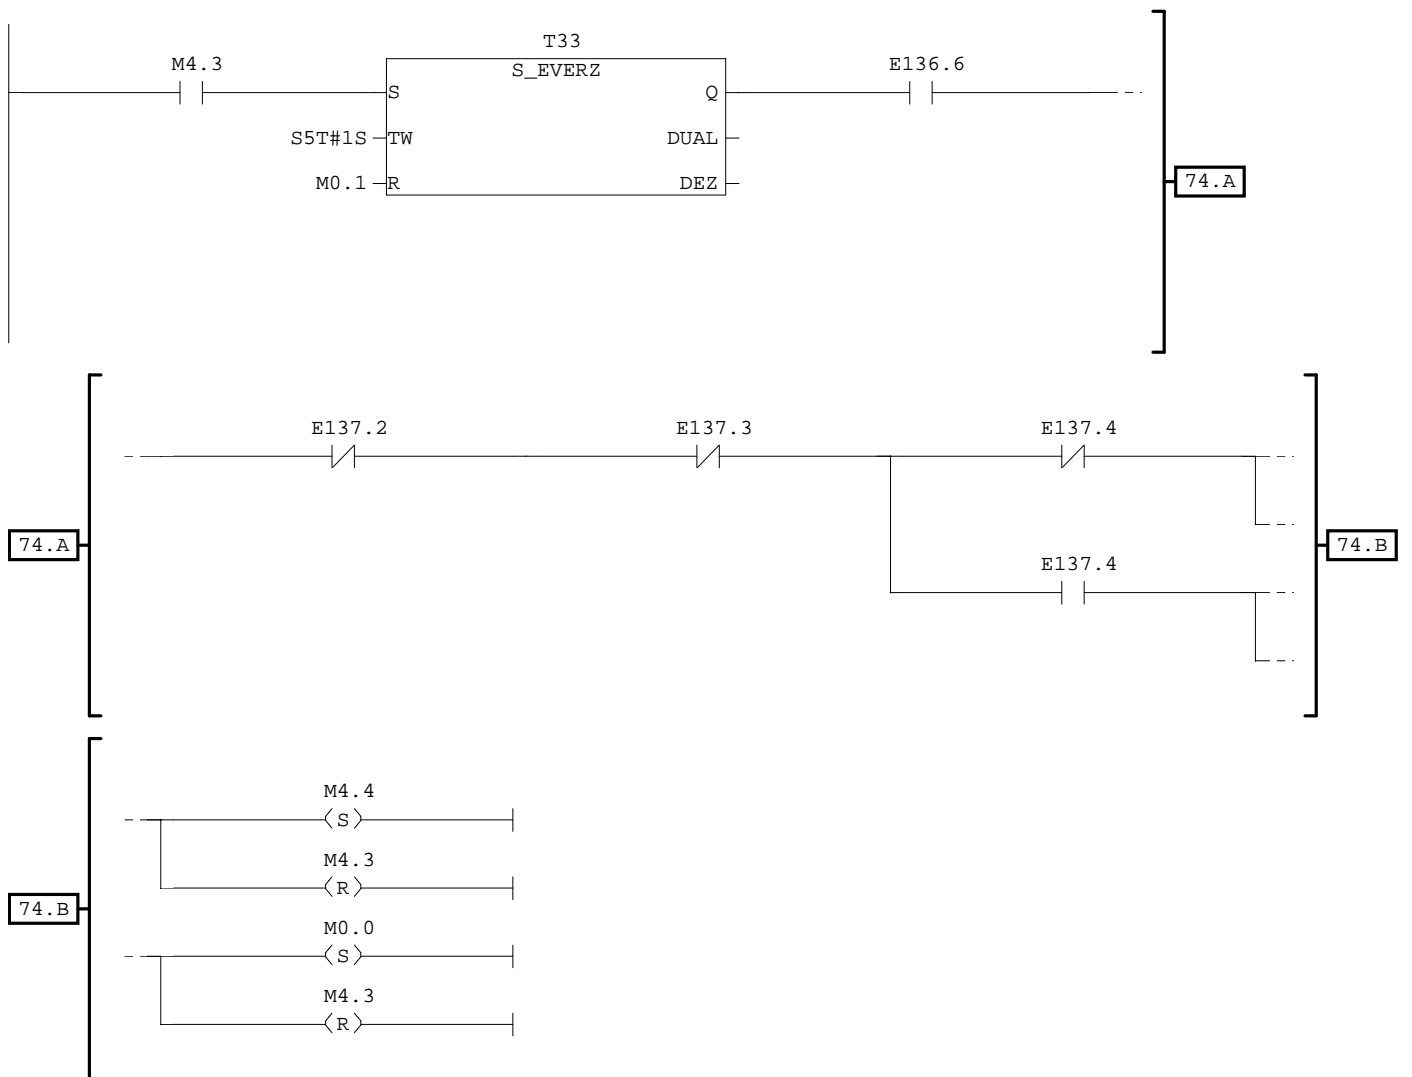 T33
M4.3
S_EVERZ
E136.6
S
Q
S5T#1S
TW
DUAL
M0.1
R
DEZ
74.A
E137.2
E137.3
E137.4
74.A
E137.4
74.B
M4.4
S
M4.3
R
74.B
M0.0
S
M4.3
R